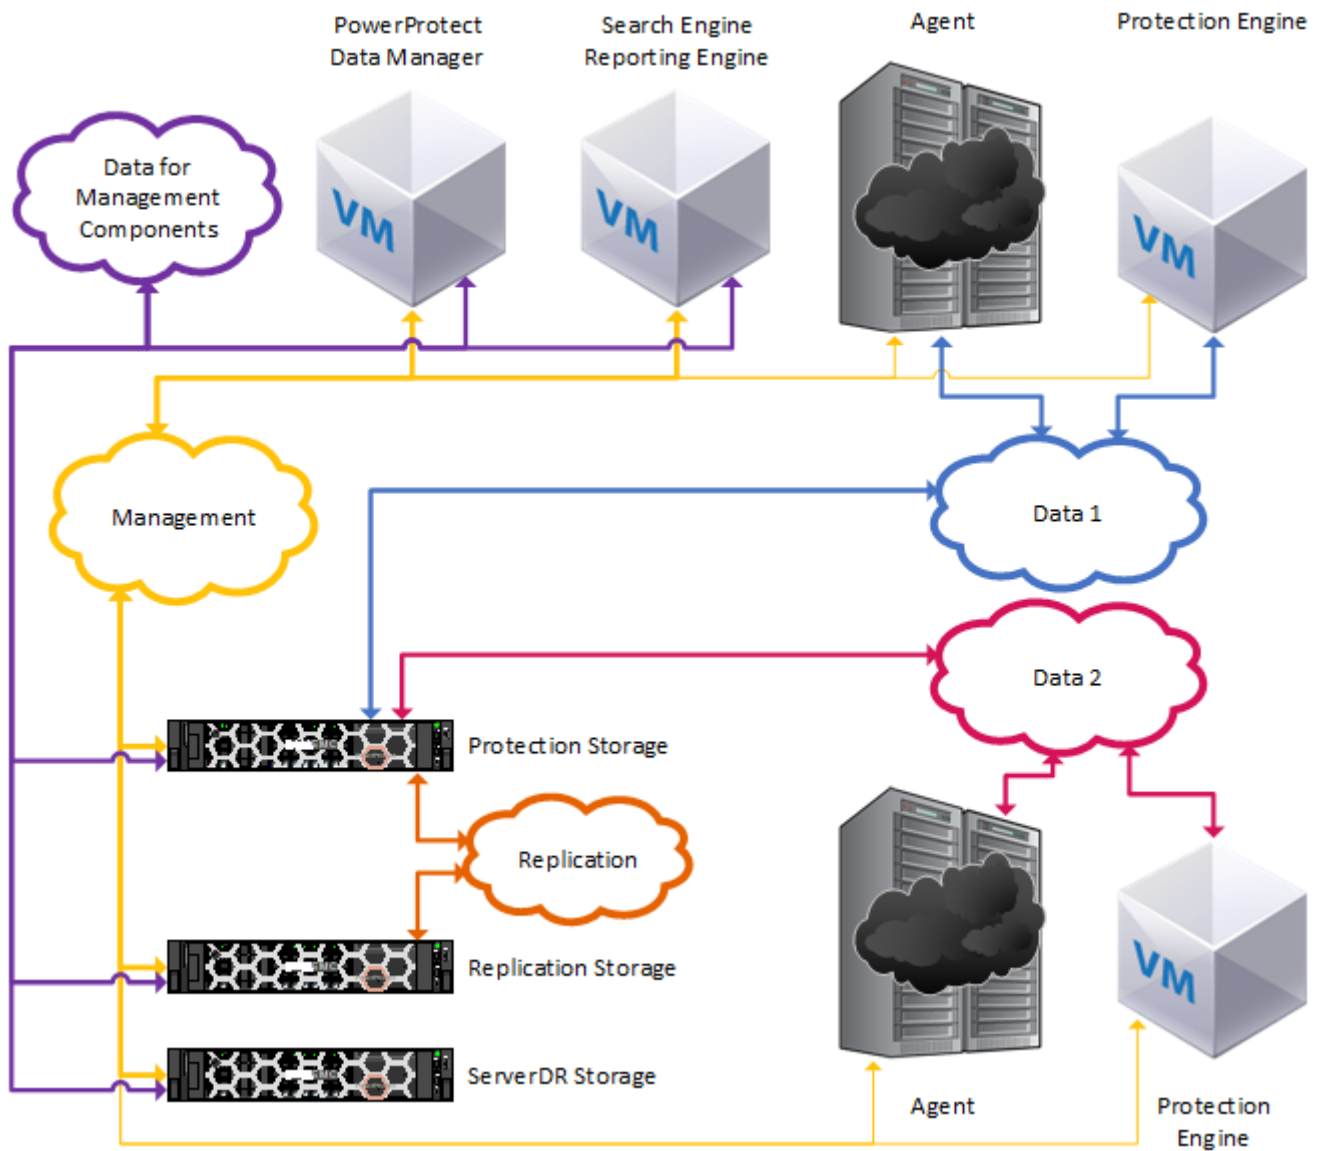 PowerProtect
Data Manager
Search Engine
Reporting Engine
Agent
Protection Engine
Data for
Management
Components
VM
VM
VM
Management
Data 1
Data 2
Protection Storage
Replication
Replication Storage
VM
ServerDR Storage
Agent
Protection
Engine